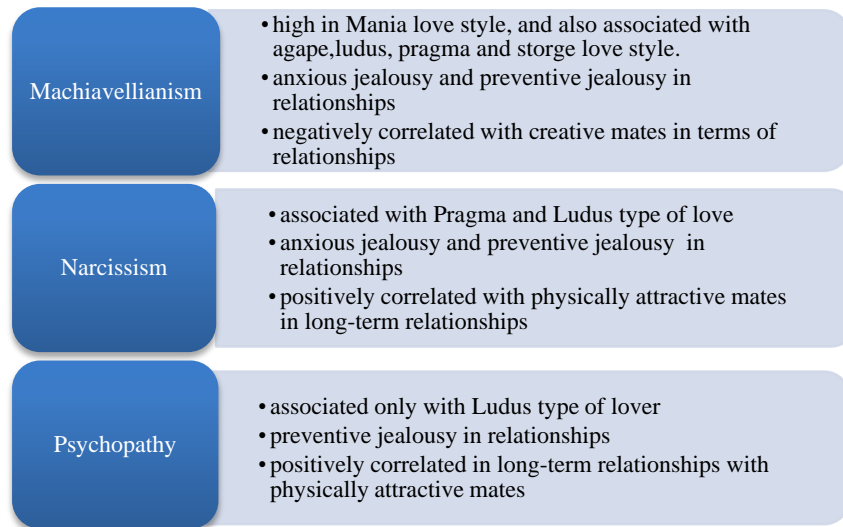 Machiavellianism
•high in Mania love style, and also associated with
agape,ludus, pragma and storge love style.
•anxious jealousy and preventive jealousy in
relationships
•negatively correlated with creative mates in terms of
relationships
Narcissism
•associated with Pragma and Ludus type of love
•anxious jealousy and preventive jealousy in
relationships
•positively correlated with physically attractive mates
in long-term relationships
Psychopathy
•associated only with Ludus type of lover
•preventive jealousy in relationships
•positively correlated in long-term relationships with
physically attractive mates